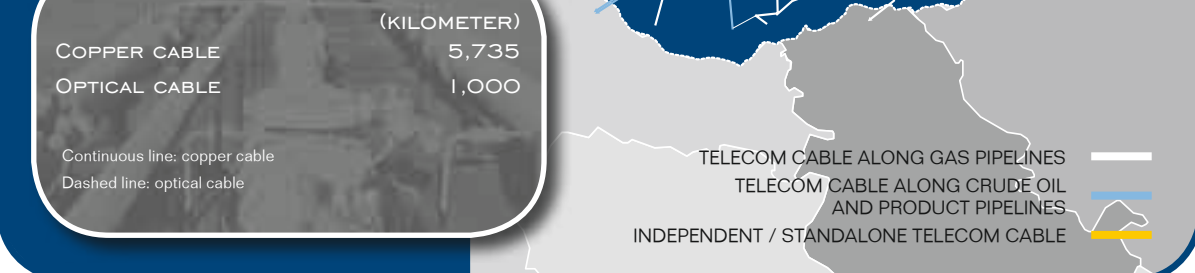 (KILOMETER)
COPPER CABLE 5,735
OPTICAL CABLE 1,000
Continuous line: copper cable
Dashed line: optical cable
TELECOM CABLE ALONG GAS PIPELINES
TELECOM CABLE ALONG CRUDE OIL
AND PRODUCT PIPELINES
INDEPENDENT / STANDALONE TELECOM CABLE